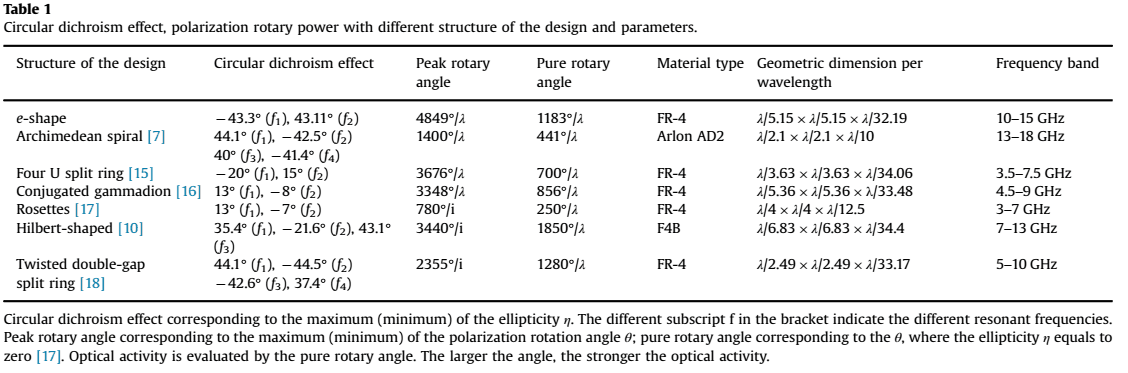 Table 1
Circular dichroism effect, polarization rotary power with different structure of the design and parameters.
Structure of the design Circular dichroism effect Peak rotary angle Pure rotary angle Material type Geometric dimension per wavelength Frequency band
e-shape −43.3° (f1), 43.11° (f2) 4849°/λ 1183°/λ FR-4 λ/5.15 × λ/5.15 × λ/32.19 10–15 GHz
Archimedean spiral [7] 44.1° (f1), −42.5° (f2) 1400°/λ 441°/λ Arlon AD2 λ/2.1 × λ/2.1 × λ/10 13–18 GHz
40° (f3), −41.4° (f4)
Four U split ring [15] −20° (f1), 15° (f2) 3676°/λ 700°/λ FR-4 λ/3.63 × λ/3.63 × λ/34.06 3.5–7.5 GHz
Conjugated gammadion [16] 13° (f1), −8° (f2) 3348°/λ 856°/λ FR-4 λ/5.36 × λ/5.36 × λ/33.48 4.5–9 GHz
Rosettes [17] 13° (f1), −7° (f2) 780°/i 250°/λ FR-4 λ/4 × λ/4 × λ/12.5 3–7 GHz
Hilbert-shaped [10] 35.4° (f1), −21.6° (f2), 43.1° 3440°/i 1850°/λ F4B λ/6.83 × λ/6.83 × λ/34.4 7–13 GHz
(f3)
Twisted double-gap 44.1° (f1), −44.5° (f2) 2355°/i 1280°/λ FR-4 λ/2.49 × λ/2.49 × λ/33.17 5–10 GHz
split ring [18] −42.6° (f3), 37.4° (f4)
Circular dichroism effect corresponding to the maximum (minimum) of the ellipticity η. The different subscript f in the bracket indicate the different resonant frequencies.
Peak rotary angle corresponding to the maximum (minimum) of the polarization rotation angle θ; pure rotary angle corresponding to the θ, where the ellipticity η equals to
zero [17]. Optical activity is evaluated by the pure rotary angle. The larger the angle, the stronger the optical activity.